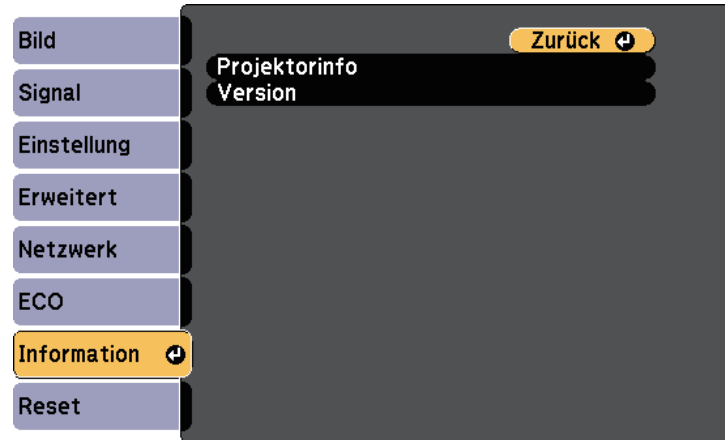 Bild
Signal
Einstellung
Erweitert
Netzwerk
ECO
Information
Reset
Zurück
Projektorinfo
Version